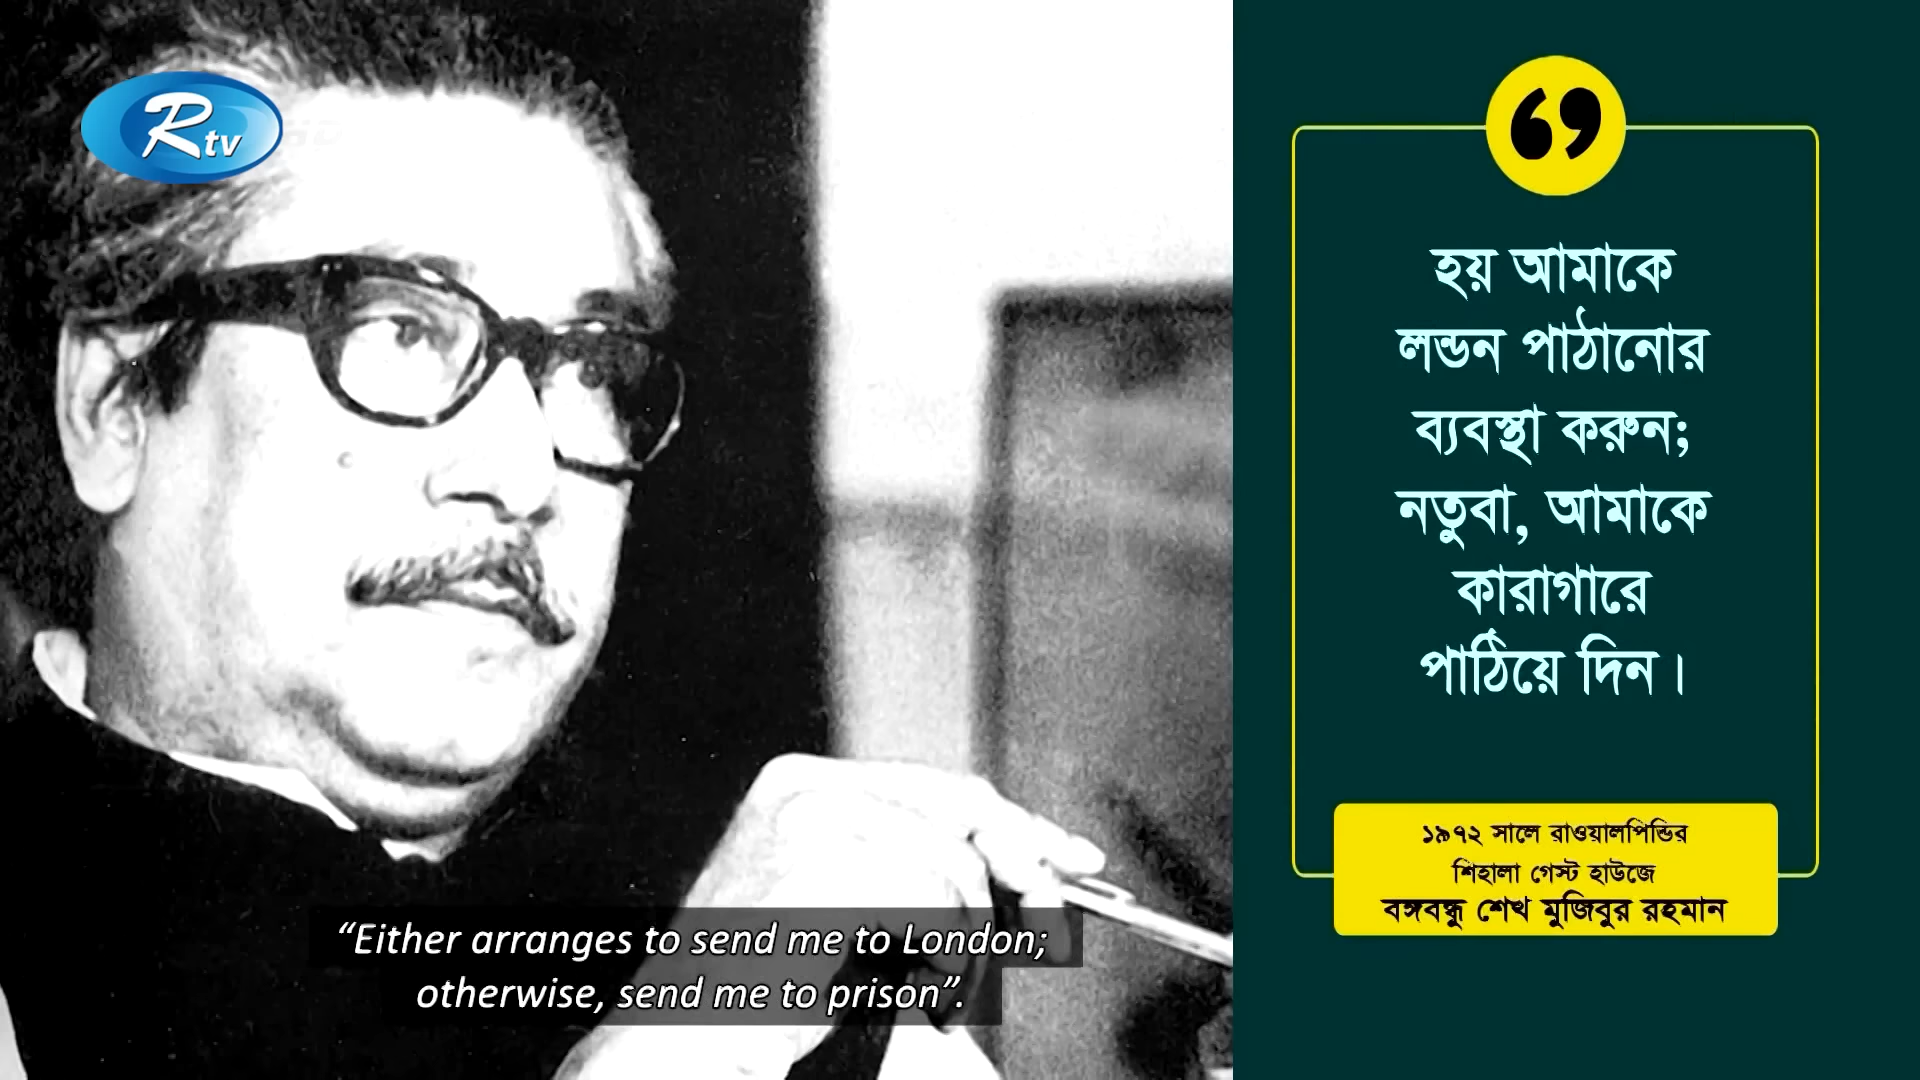 Rtv
হয় আমাকে
লন্ডন পাঠানোর
ব্যবস্থা করুন;
নতুবা, আমাকে
কারাগারে
পাঠিয়ে দিন।
১৯৭২ সালে রাওয়ালপিন্ডির
শিহালা গেস্ট হাউজে
বঙ্গবন্ধু শেখ মুজিবুর রহমান
“Either arranges to send me to London;
otherwise, send me to prison”.